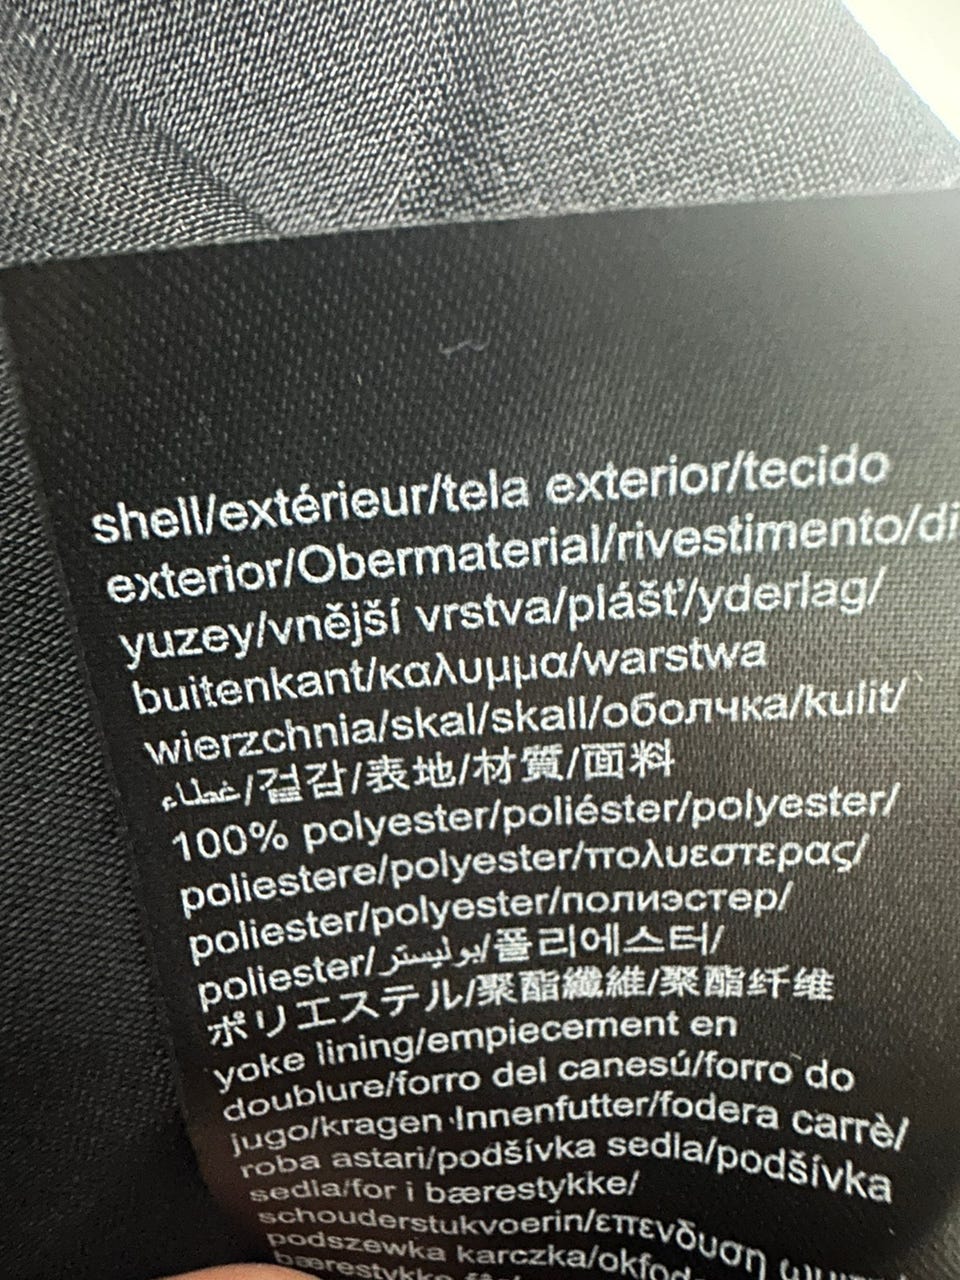 shell/extérieur/tela exterior/tecido
exterior/Obermaterial/rivestimento/di
yuzey/vnější vrstva/plášť/yderlag/
buitenkant/καλυμμα/warstwa
wierzchnia/skal/skall/оболчка/kulit/
غطاء/겉감/表地/材質/面料
100% polyester/poliéster/polyester/
poliestere/polyester/πολυεστερας/
poliester/polyester/полиэстер/
poliester/بوليستر/폴리에스터/
ポリエステル/聚酯纖維/聚酯纤维
yoke lining/empiecement en
doublure/forro del canesú/forro do
jugo/kragen-Innenfutter/fodera carrè/
roba astari/podšívka sedla/podšívka
sedla/for i bærestykke/
schouderstukvoerin/επενδυση
podszewka karczka/okfoder
bærestykke